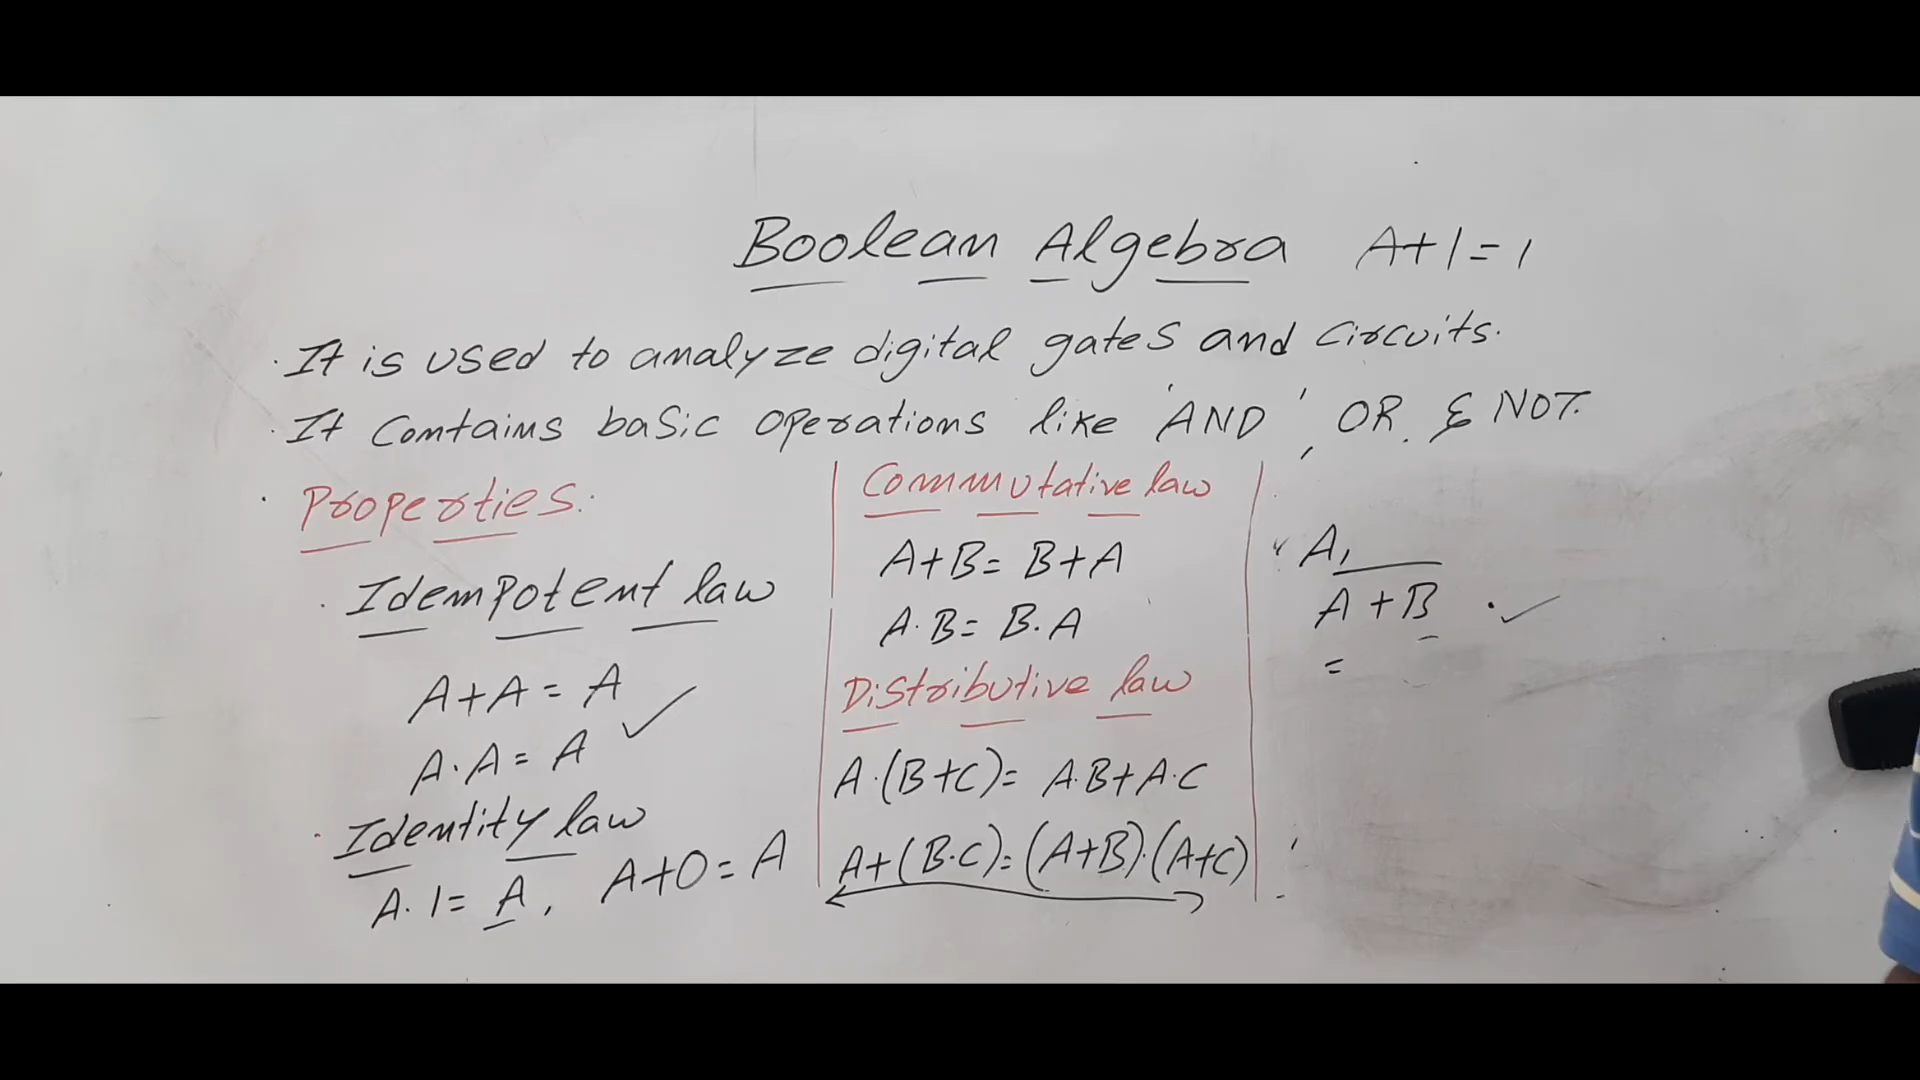 Boolean Algebra A+1=1
· It is used to analyze digital gates and circuits.
· It contains basic operations like 'AND', OR, & NOT.
· Properties:
· Idempotent law
A+A = A
A·A = A
· Identity law
A·1 = A, A+0 = A
Commutative law
A+B = B+A
A·B = B·A
Distributive law
A·(B+C) = A·B+A·C
A+(B·C) = (A+B)·(A+C)
A,
A+B
=